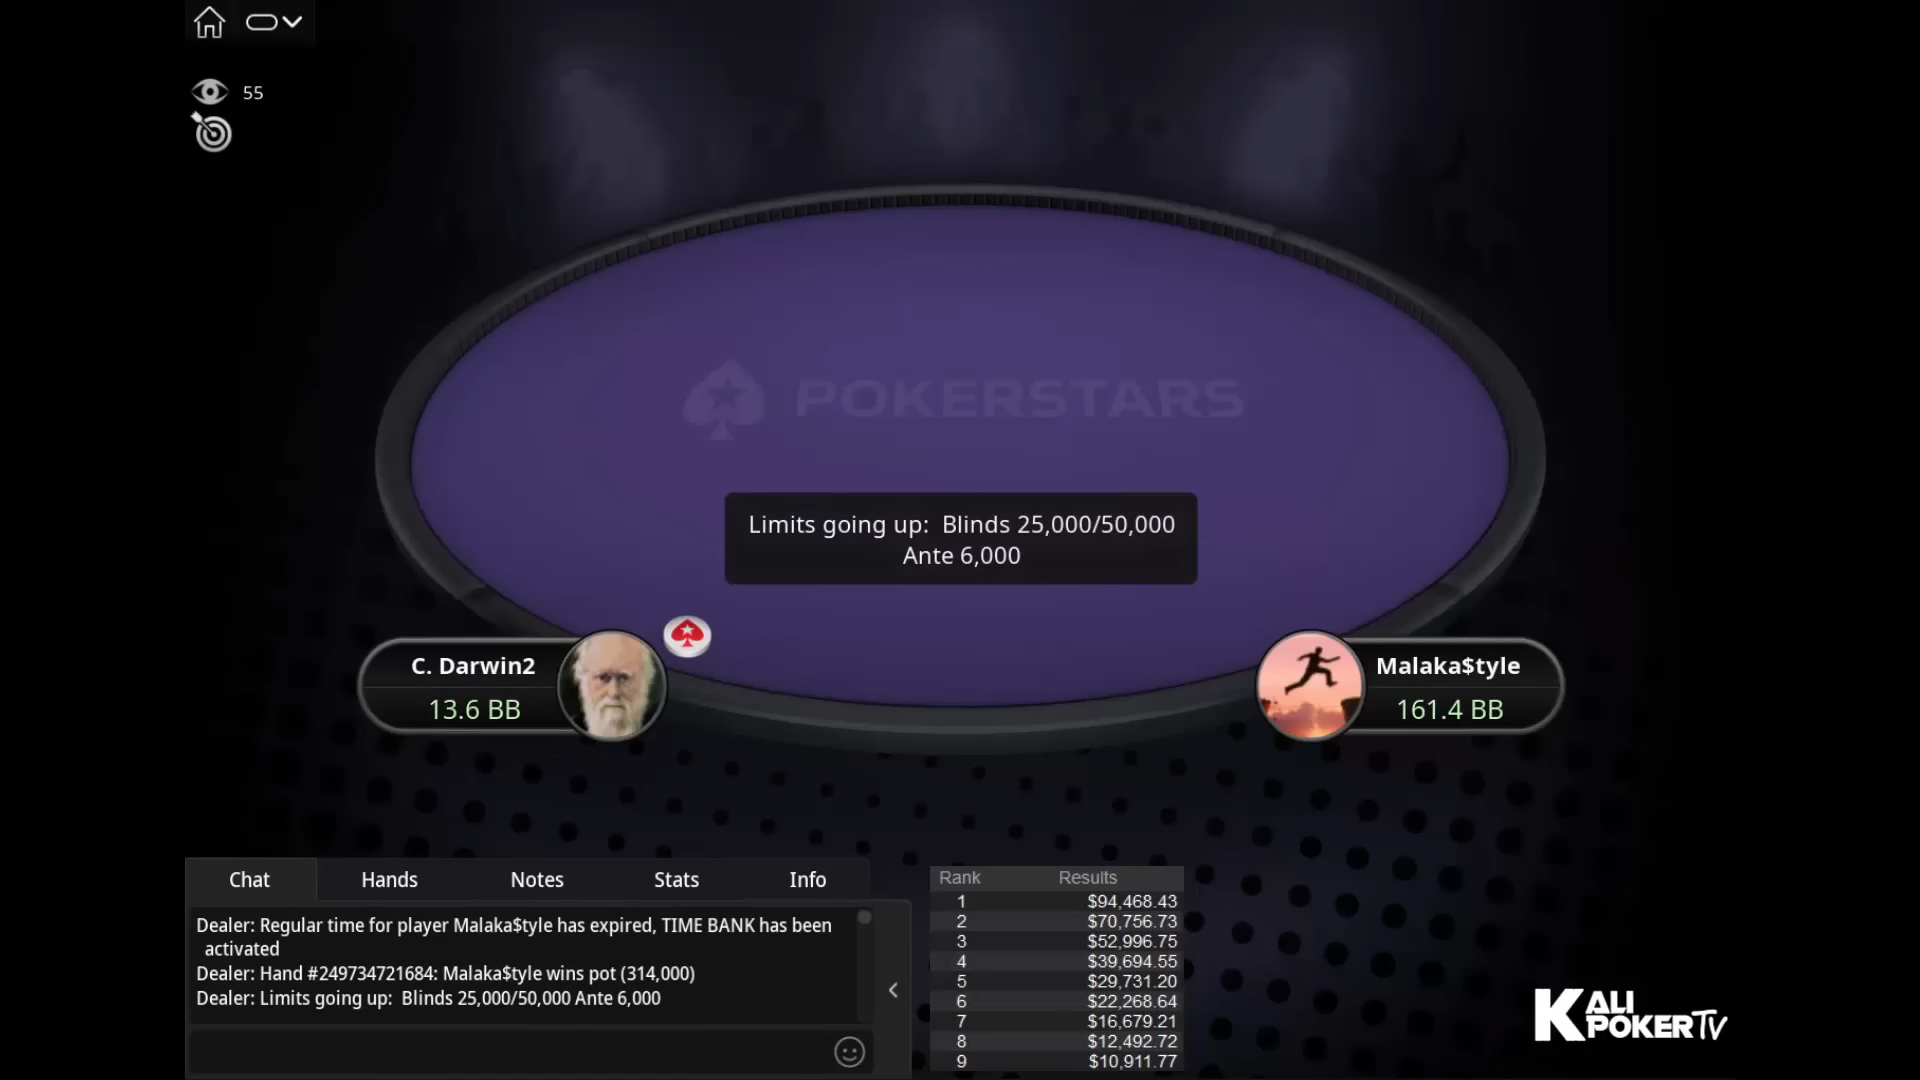 55
POKERSTARS
Limits going up:  Blinds 25,000/50,000
Ante 6,000
C. Darwin2
13.6 BB
Malaka$tyle
161.4 BB
Chat Hands Notes Stats Info
Dealer: Regular time for player Malaka$tyle has expired, TIME BANK has been
activated
Dealer: Hand #249734721684: Malaka$tyle wins pot (314,000)
Dealer: Limits going up:  Blinds 25,000/50,000 Ante 6,000
Rank Results
1 $94,468.43
2 $70,756.73
3 $52,996.75
4 $39,694.55
5 $29,731.20
6 $22,268.64
7 $16,679.21
8 $12,492.72
9 $10,911.77
KALI
POKERTV